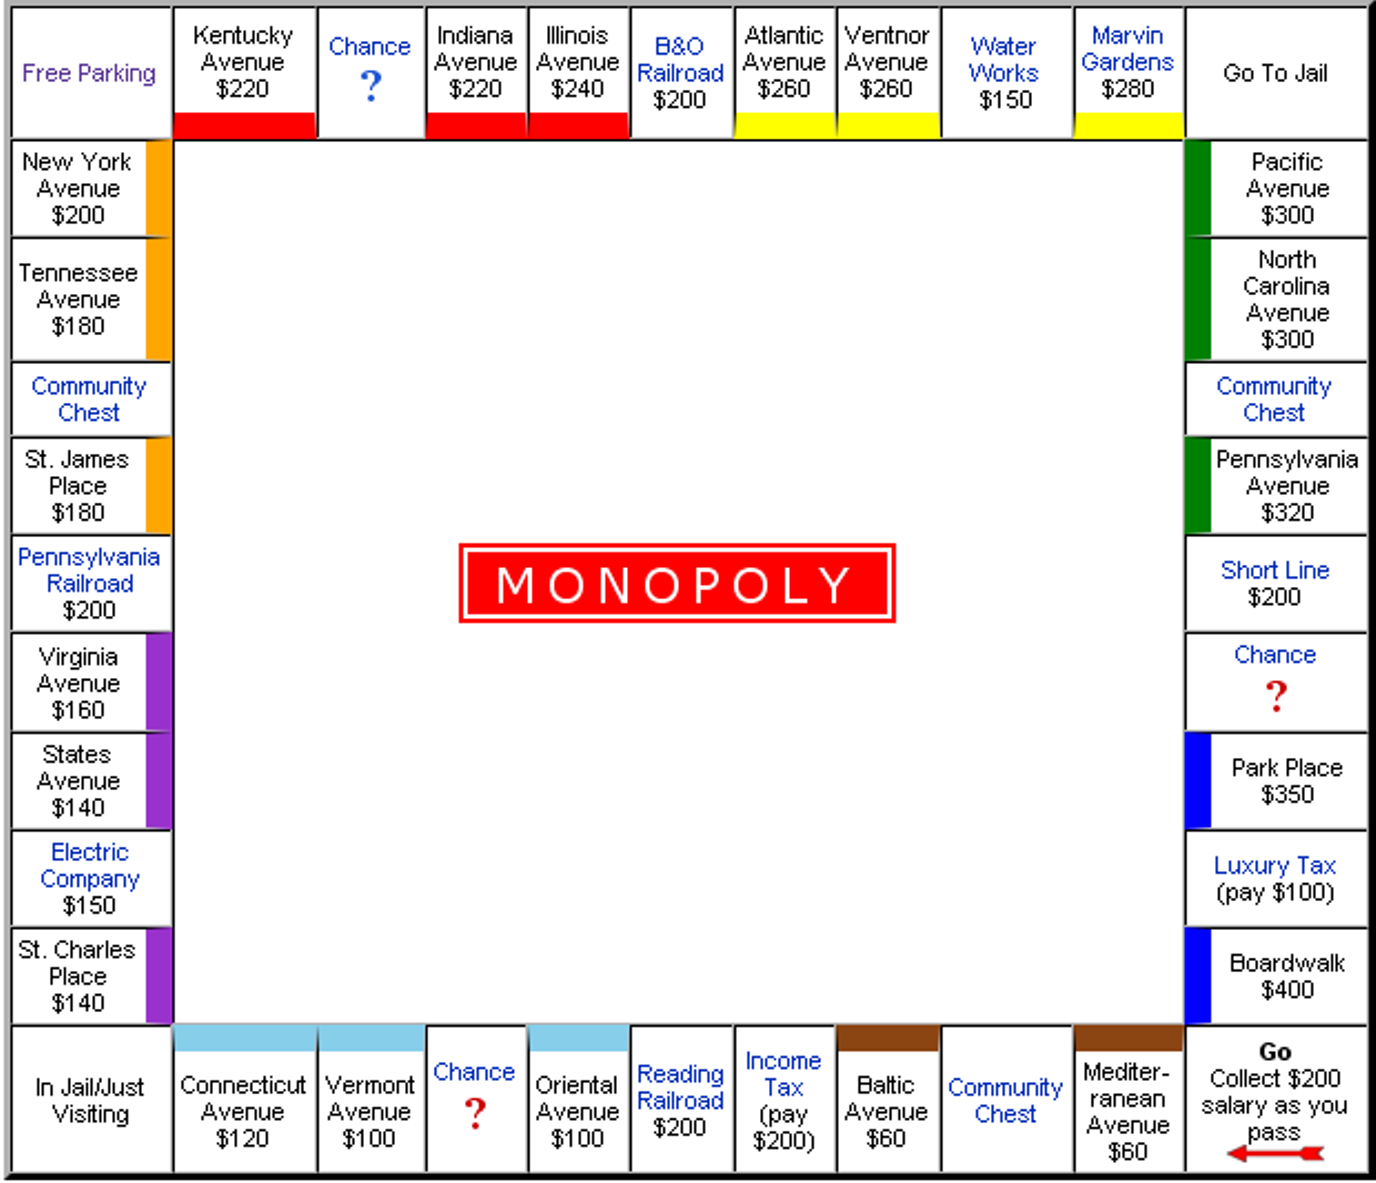 Free Parking
Kentucky
Avenue
$220
Chance
?
Indiana
Avenue
$220
Illinois
Avenue
$240
B&O
Railroad
$200
Atlantic
Avenue
$260
Ventnor
Avenue
$260
Water
Works
$150
Marvin
Gardens
$280
Go To Jail
New York
Avenue
$200
Pacific
Avenue
$300
Tennessee
Avenue
$180
North
Carolina
Avenue
$300
Community
Chest
Community
Chest
St. James
Place
$180
Pennsylvania
Avenue
$320
Pennsylvania
Railroad
$200
MONOPOLY
Short Line
$200
Virginia
Avenue
$160
Chance
?
States
Avenue
$140
Park Place
$350
Electric
Company
$150
Luxury Tax
(pay $100)
St. Charles
Place
$140
Boardwalk
$400
In Jail/Just
Visiting
Connecticut
Avenue
$120
Vermont
Avenue
$100
Chance
?
Oriental
Avenue
$100
Reading
Railroad
$200
Income
Tax
(pay
$200)
Baltic
Avenue
$60
Community
Chest
Mediter-
ranean
Avenue
$60
Go
Collect $200
salary as you
pass